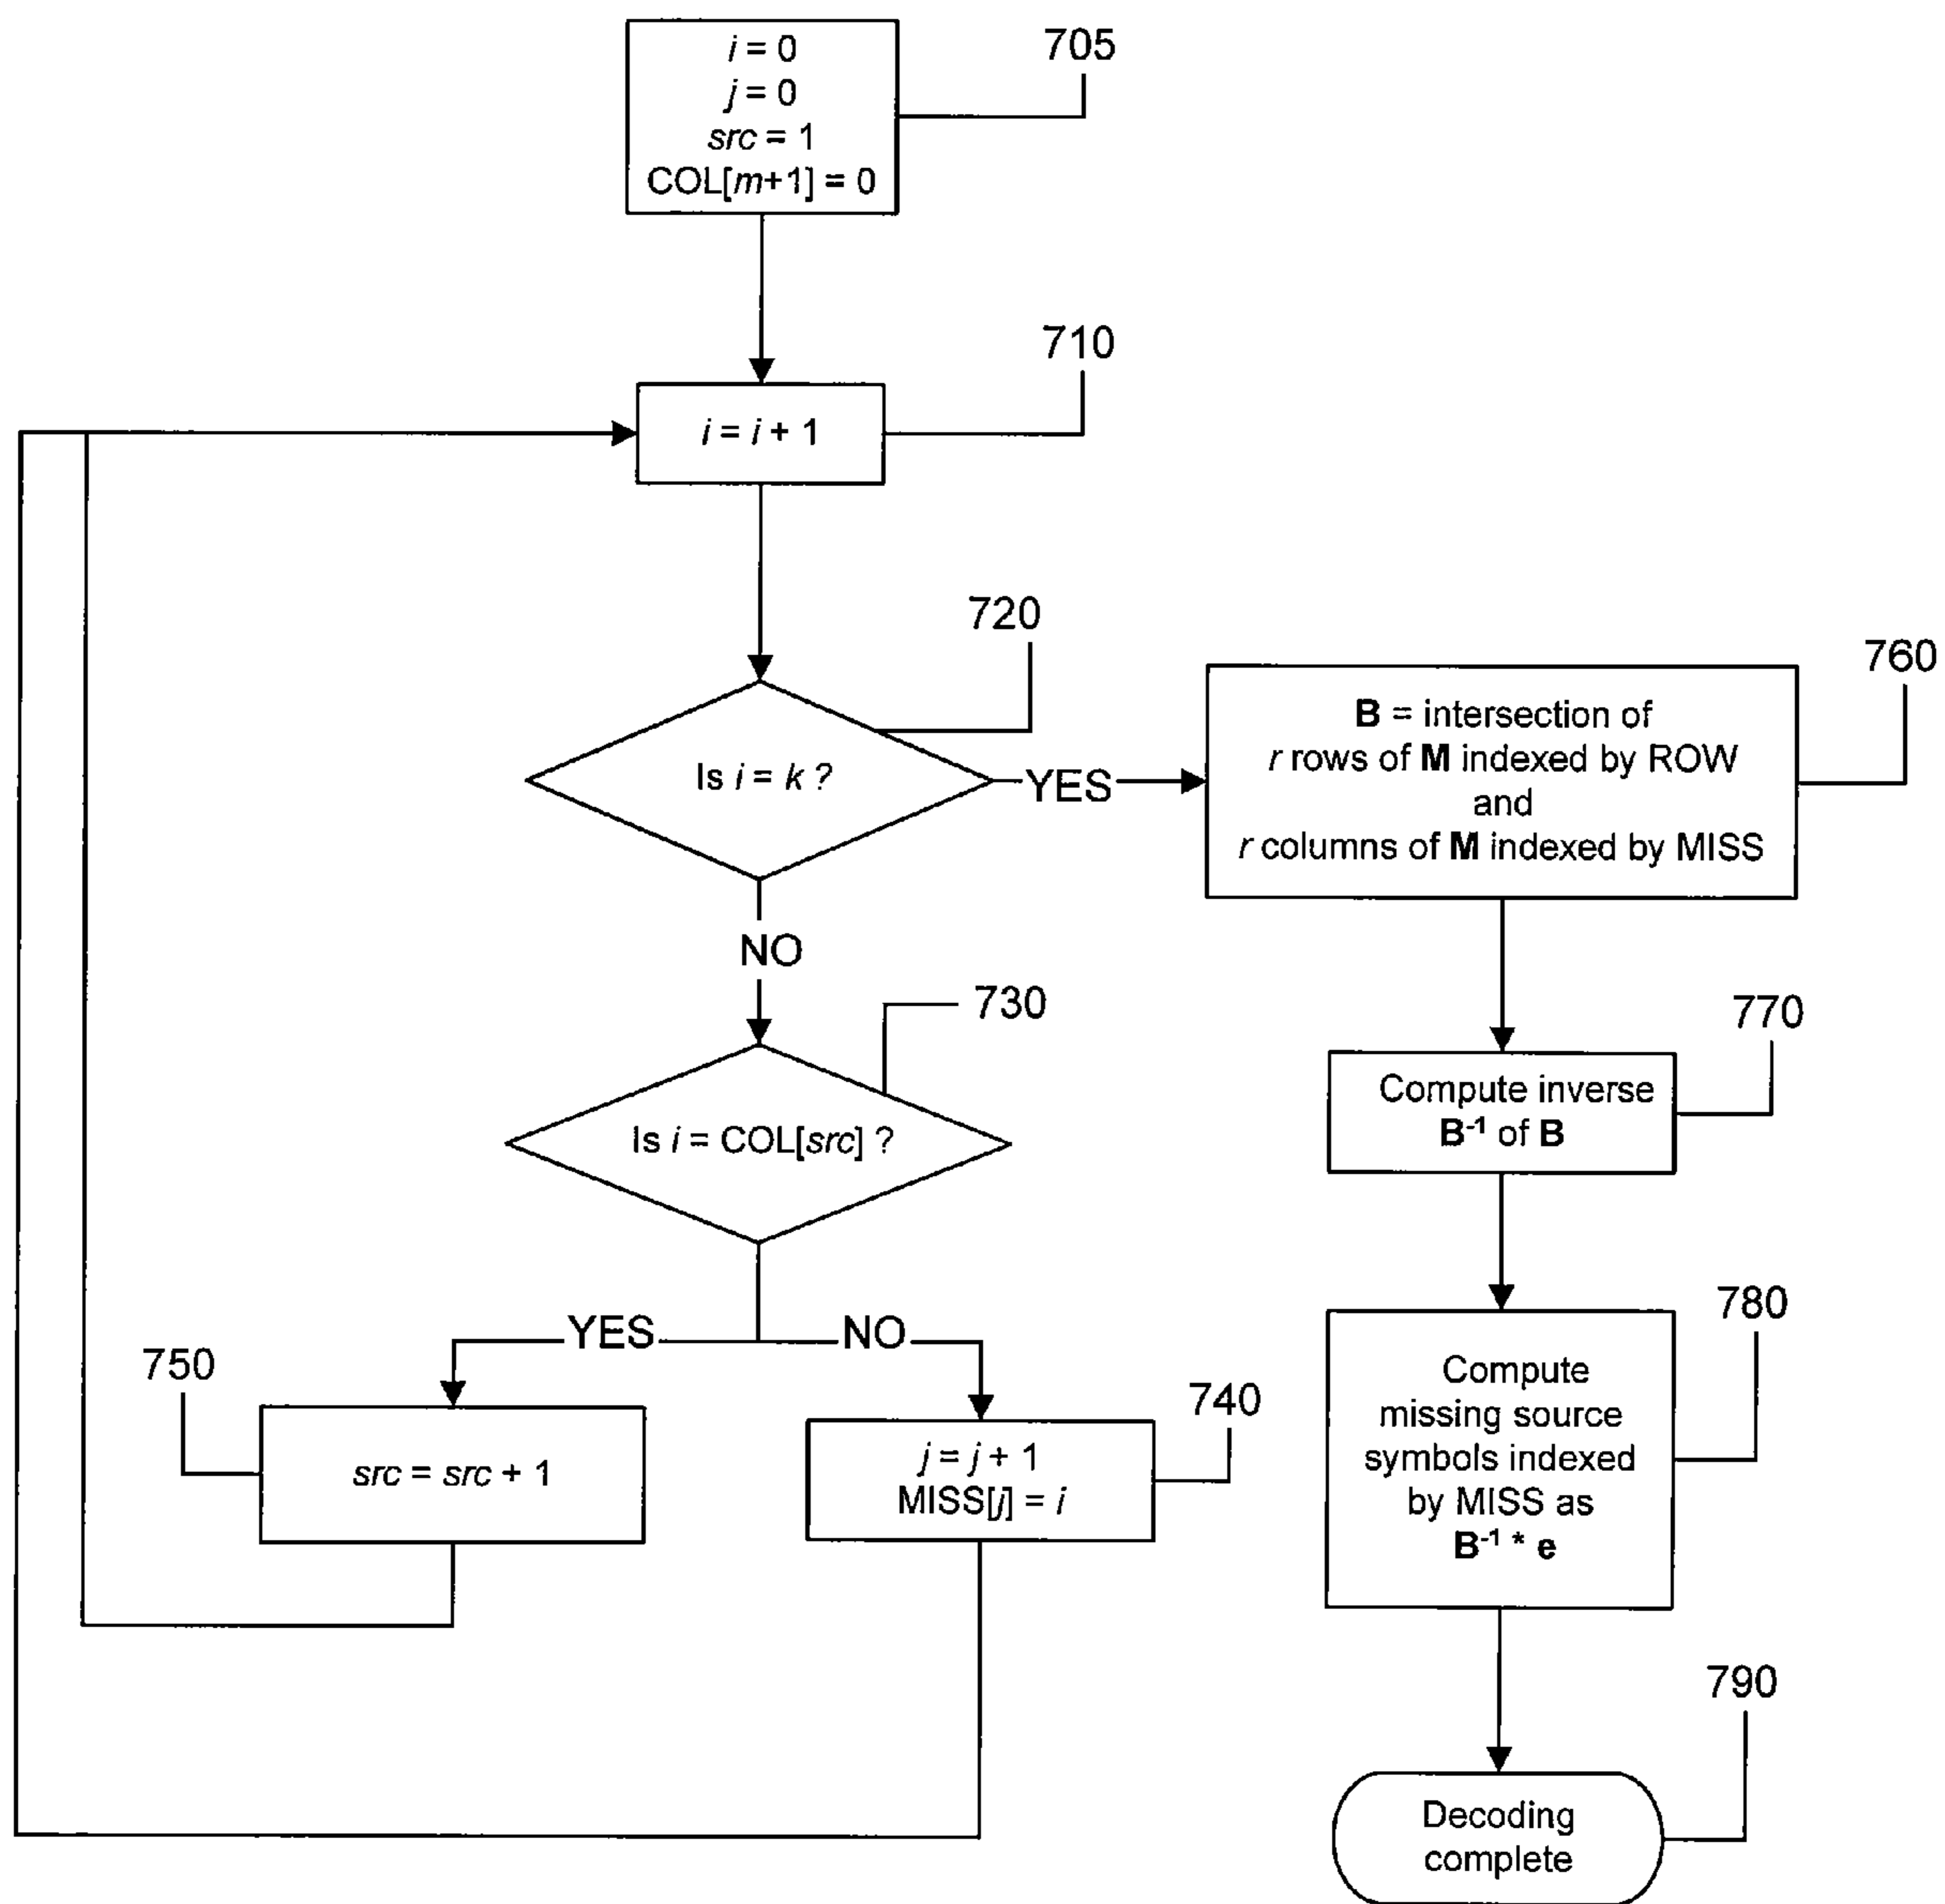 i = 0
j = 0
src = 1
COL[m+1] = 0
705
i = i + 1
710
Is i = k ?
720
YES
NO
B = intersection of
r rows of M indexed by ROW
and
r columns of M indexed by MISS
760
Is i = COL[src] ?
730
Compute inverse
B⁻¹ of B
770
YES
NO
750
src = src + 1
j = j + 1
MISS[j] = i
740
Compute
missing source
symbols indexed
by MISS as
B⁻¹ * e
780
Decoding
complete
790